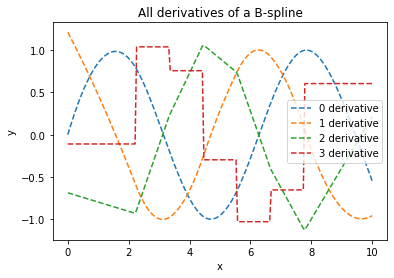 All derivatives of a B-spline
1.0
0.5
0.0
−0.5
−1.0
y
0 derivative
1 derivative
2 derivative
3 derivative
0
2
4
6
8
10
x